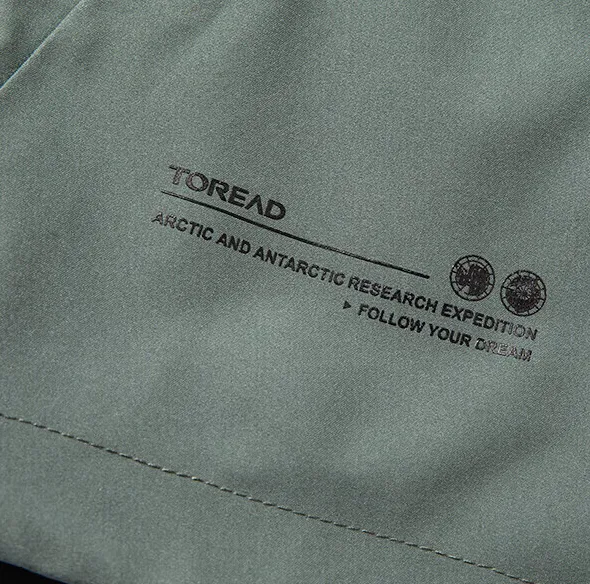 TOREAD
ARCTIC AND ANTARCTIC RESEARCH EXPEDITION
FOLLOW YOUR DREAM